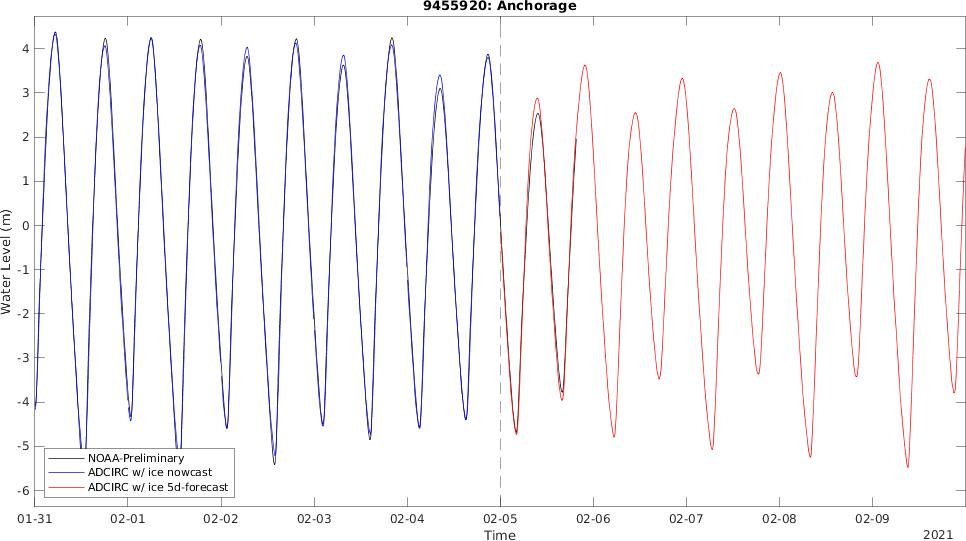 9455920: Anchorage
Water Level (m)
4
3
2
1
0
-1
-2
-3
-4
-5
-6
NOAA-Preliminary
ADCIRC w/ ice nowcast
ADCIRC w/ ice 5d-forecast
01-31 02-01 02-02 02-03 02-04 02-05 02-06 02-07 02-08 02-09
Time
2021